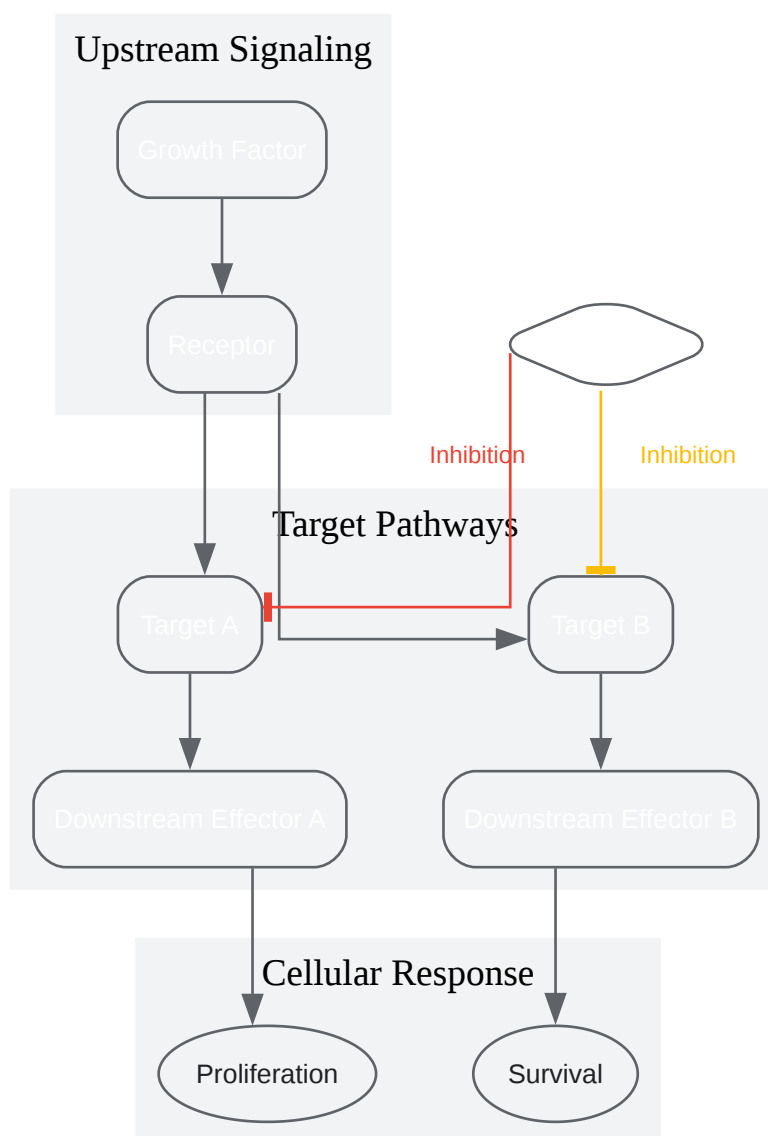 Upstream Signaling
Growth Factor
Receptor
Inhibition
Inhibition
Target Pathways
Target A
Target B
Downstream Effector A
Downstream Effector B
Cellular Response
Proliferation
Survival